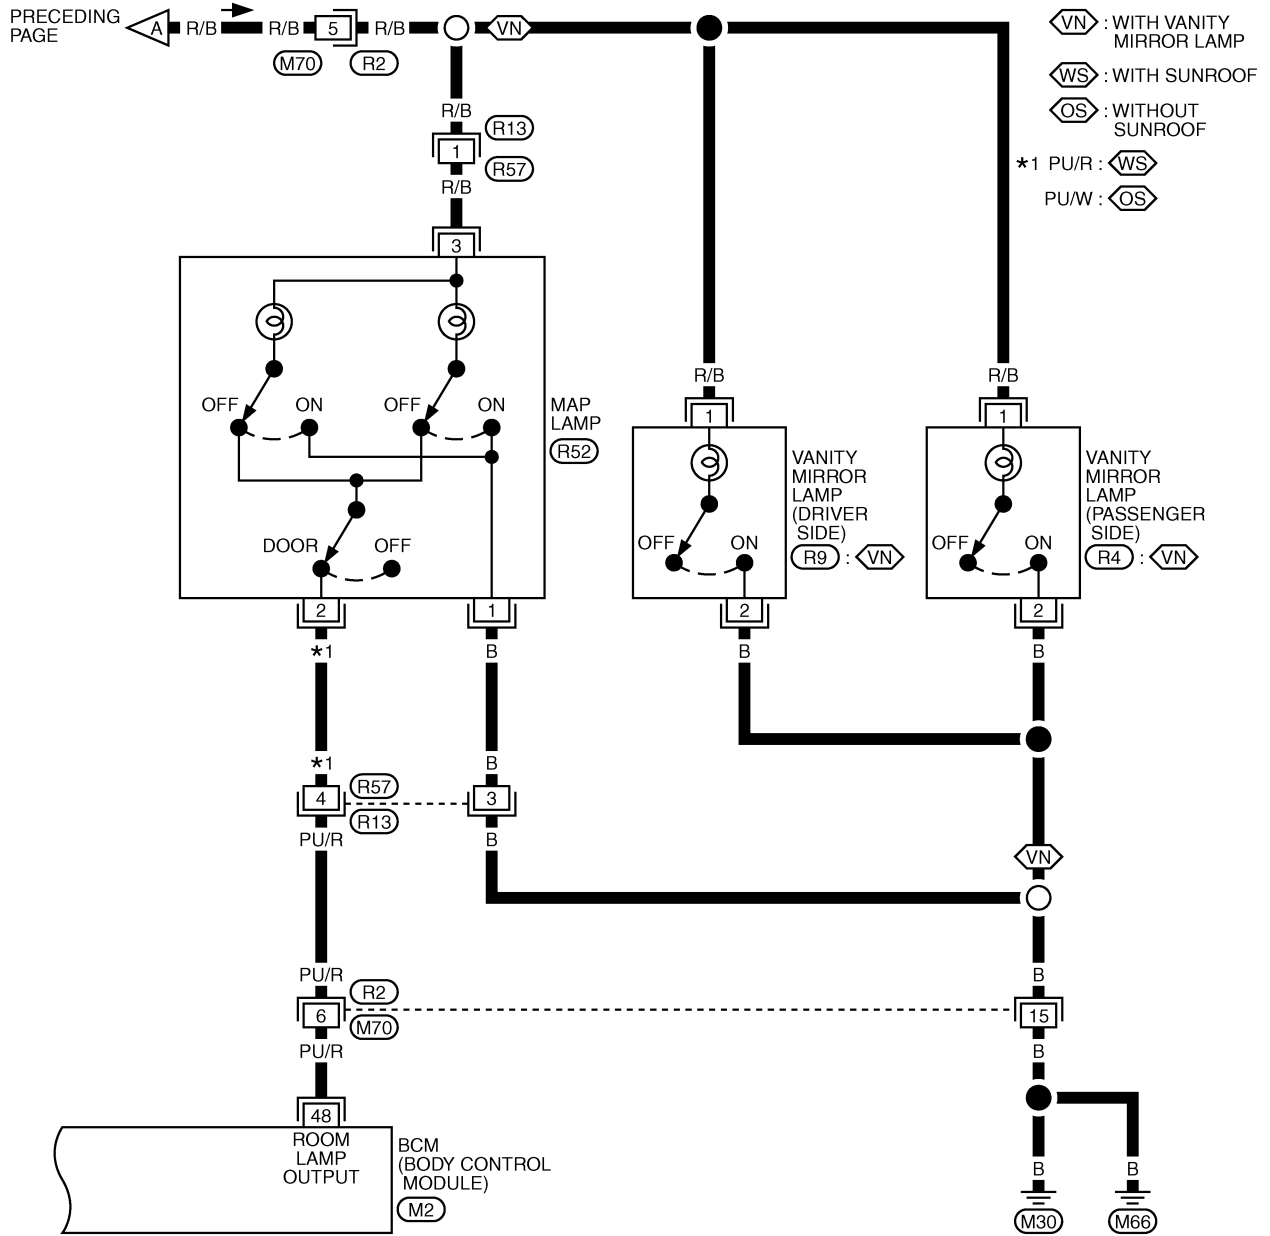 PRECEDING
PAGE
A
R/B
R/B
5
R/B
VN
M70
R2
VN : WITH VANITY
MIRROR LAMP
WS : WITH SUNROOF
OS : WITHOUT
SUNROOF
*1 PU/R : WS
PU/W : OS
R/B
R13
1
R57
R/B
3
OFF
ON
OFF
ON
MAP
LAMP
R52
DOOR
OFF
2
1
R/B
1
VANITY
MIRROR
LAMP
(DRIVER
SIDE)
R9 : VN
OFF
ON
2
R/B
1
VANITY
MIRROR
LAMP
(PASSENGER
SIDE)
R4 : VN
OFF
ON
2
*1
B
B
B
*1
B
4
R57
R13
3
PU/R
B
VN
PU/R
B
6
R2
M70
15
PU/R
B
48
ROOM
LAMP
OUTPUT
BCM
(BODY CONTROL
MODULE)
M2
B
B
M30
M66